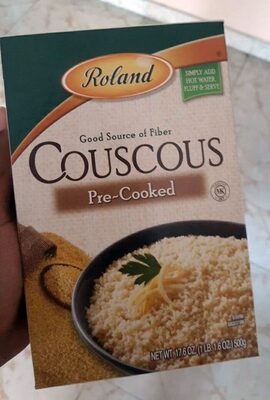 Roland
SIMPLY ADD
HOT WATER
FLUFF & SERVE
Good Source of Fiber
COUSCOUS
Pre-Cooked
NET WT. 17.6 OZ. (1 LB. 1.6 OZ.) 500g